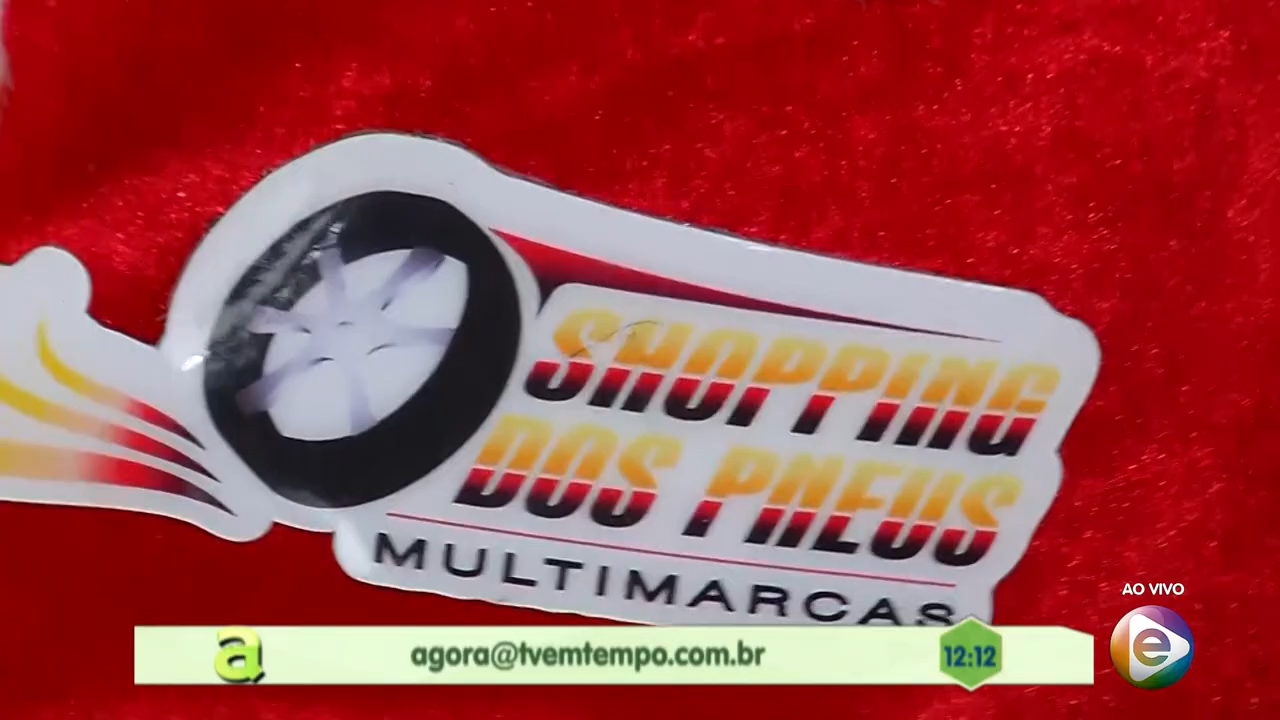 SHOPPING
DOS PNEUS
MULTIMARCAS
AO VIVO
a
agora@tvemtempo.com.br
12:12
e